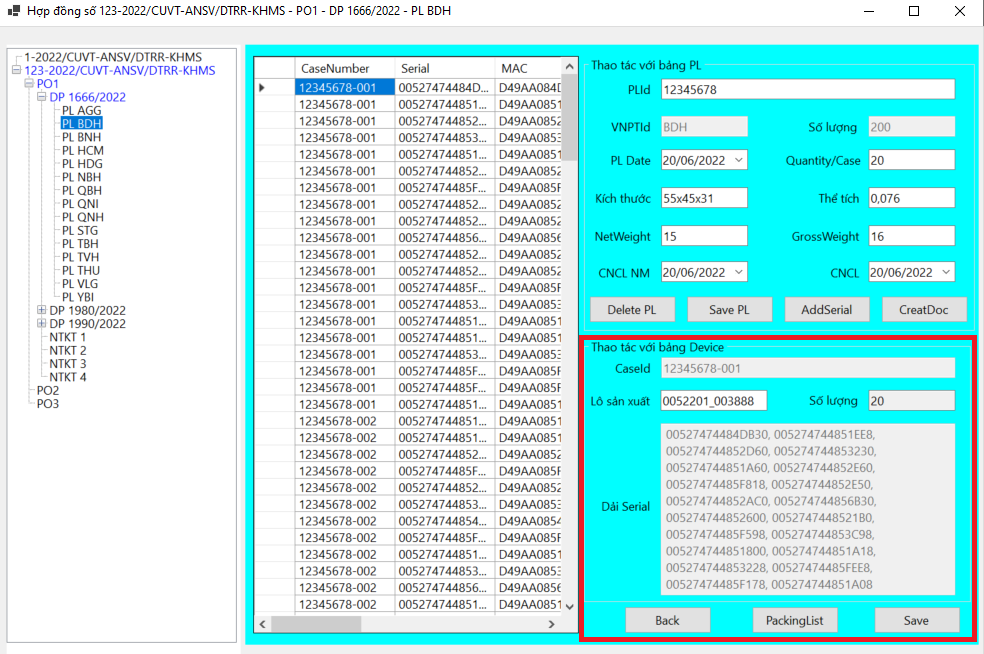 Hợp đồng số 123-2022/CUVT-ANSV/DTRR-KHMS - PO1 - DP 1666/2022 - PL BDH
1-2022/CUVT-ANSV/DTRR-KHMS
123-2022/CUVT-ANSV/DTRR-KHMS
PO1
DP 1666/2022
PL AGG
PL BDH
PL BNH
PL HCM
PL HDG
PL NBH
PL QBH
PL QNI
PL QNH
PL STG
PL TBH
PL TVH
PL THU
PL VLG
PL YBI
DP 1980/2022
DP 1990/2022
NTKT 1
NTKT 2
NTKT 3
NTKT 4
PO2
PO3
CaseNumber Serial MAC
12345678-001 00527474484D... D49AA084D
12345678-001 005274744851... D49AA0851
12345678-001 005274744852... D49AA0852
12345678-001 005274744853... D49AA0853
12345678-001 005274744851... D49AA0851
12345678-001 005274744852... D49AA0852
12345678-001 00527474485F... D49AA085F
12345678-001 005274744852... D49AA0852
12345678-001 005274744852... D49AA0852
12345678-001 005274744856... D49AA0856
12345678-001 005274744852... D49AA0852
12345678-001 005274744852... D49AA0852
12345678-001 00527474485F... D49AA085F
12345678-001 005274744853... D49AA0853
12345678-001 005274744851... D49AA0851
12345678-001 005274744851... D49AA0851
12345678-001 005274744853... D49AA0853
12345678-001 00527474485F... D49AA085F
12345678-001 00527474485F... D49AA085F
12345678-001 005274744851... D49AA0851
12345678-002 005274744851... D49AA0851
12345678-002 005274744851... D49AA0851
12345678-002 005274744852... D49AA0852
12345678-002 00527474485F... D49AA085F
12345678-002 005274744852... D49AA0852
12345678-002 005274744853... D49AA0853
12345678-002 005274744854... D49AA0854
12345678-002 00527474485F... D49AA085F
12345678-002 005274744851... D49AA0851
12345678-002 005274744853... D49AA0853
12345678-002 005274744856... D49AA0856
12345678-002 005274744851... D49AA0851
Thao tác với bảng PL
PLId 12345678
VNPTId BDH Số lượng 200
PL Date 20/06/2022 Quantity/Case 20
Kích thước 55x45x31 Thể tích 0,076
NetWeight 15 GrossWeight 16
CNCL NM 20/06/2022 CNCL 20/06/2022
Delete PL Save PL AddSerial CreatDoc
Thao tác với bảng Device
CaseId 12345678-001
Lô sản xuất 0052201_003888 Số lượng 20
Dải Serial
00527474484DB30, 005274744851EE8,
005274744852D60, 005274744853230,
005274744851A60, 005274744852E60,
00527474485F818, 005274744852E50,
005274744852AC0, 005274744856B30,
005274744852600, 0052747448521B0,
00527474485F598, 005274744853C98,
005274744851800, 005274744851A18,
005274744853228, 00527474485FEE8,
00527474485F178, 005274744851A08
Back PackingList Save